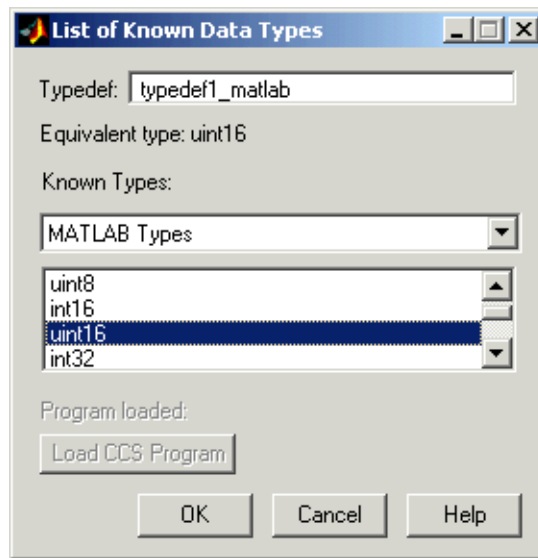 List of Known Data Types
Typedef: typedef1_matlab
Equivalent type: uint16
Known Types:
MATLAB Types
uint8
int16
uint16
int32
Program loaded:
Load CCS Program
OK Cancel Help